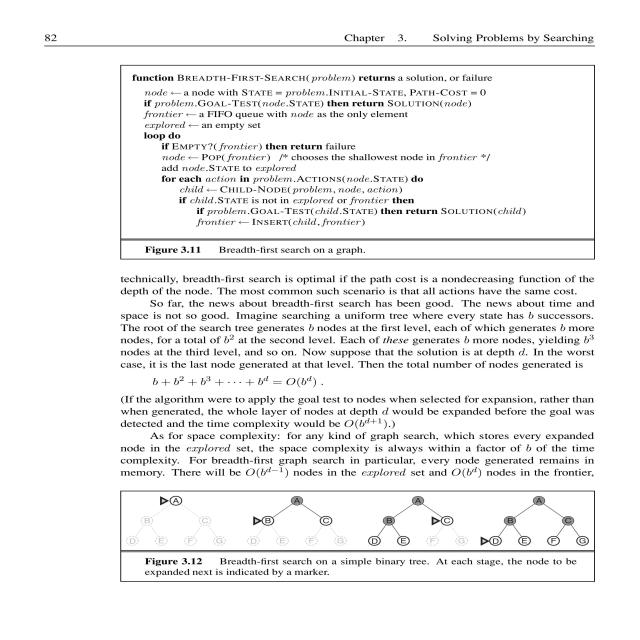 82 Chapter 3. Solving Problems by Searching
function BREADTH-FIRST-SEARCH(problem) returns a solution, or failure
node ← a node with STATE = problem.INITIAL-STATE, PATH-COST = 0
if problem.GOAL-TEST(node.STATE) then return SOLUTION(node)
frontier ← a FIFO queue with node as the only element
explored ← an empty set
loop do
if EMPTY?(frontier) then return failure
node ← POP(frontier) /* chooses the shallowest node in frontier */
add node.STATE to explored
for each action in problem.ACTIONS(node.STATE) do
child ← CHILD-NODE(problem, node, action)
if child.STATE is not in explored or frontier then
if problem.GOAL-TEST(child.STATE) then return SOLUTION(child)
frontier ← INSERT(child, frontier)
Figure 3.11 Breadth-first search on a graph.
technically, breadth-first search is optimal if the path cost is a nondecreasing function of the
depth of the node. The most common such scenario is that all actions have the same cost.
So far, the news about breadth-first search has been good. The news about time and
space is not so good. Imagine searching a uniform tree where every state has b successors.
The root of the search tree generates b nodes at the first level, each of which generates b more
nodes, for a total of b² at the second level. Each of these generates b more nodes, yielding b³
nodes at the third level, and so on. Now suppose that the solution is at depth d. In the worst
case, it is the last node generated at that level. Then the total number of nodes generated is
b + b² + b³ + · · · + b^d = O(b^d) .
(If the algorithm were to apply the goal test to nodes when selected for expansion, rather than
when generated, the whole layer of nodes at depth d would be expanded before the goal was
detected and the time complexity would be O(b^{d+1}).)
As for space complexity: for any kind of graph search, which stores every expanded
node in the explored set, the space complexity is always within a factor of b of the time
complexity. For breadth-first graph search in particular, every node generated remains in
memory. There will be O(b^{d−1}) nodes in the explored set and O(b^d) nodes in the frontier,
A A A A
B C B C B C B C
D E F G D E F G D E F G D E F G
Figure 3.12 Breadth-first search on a simple binary tree. At each stage, the node to be
expanded next is indicated by a marker.